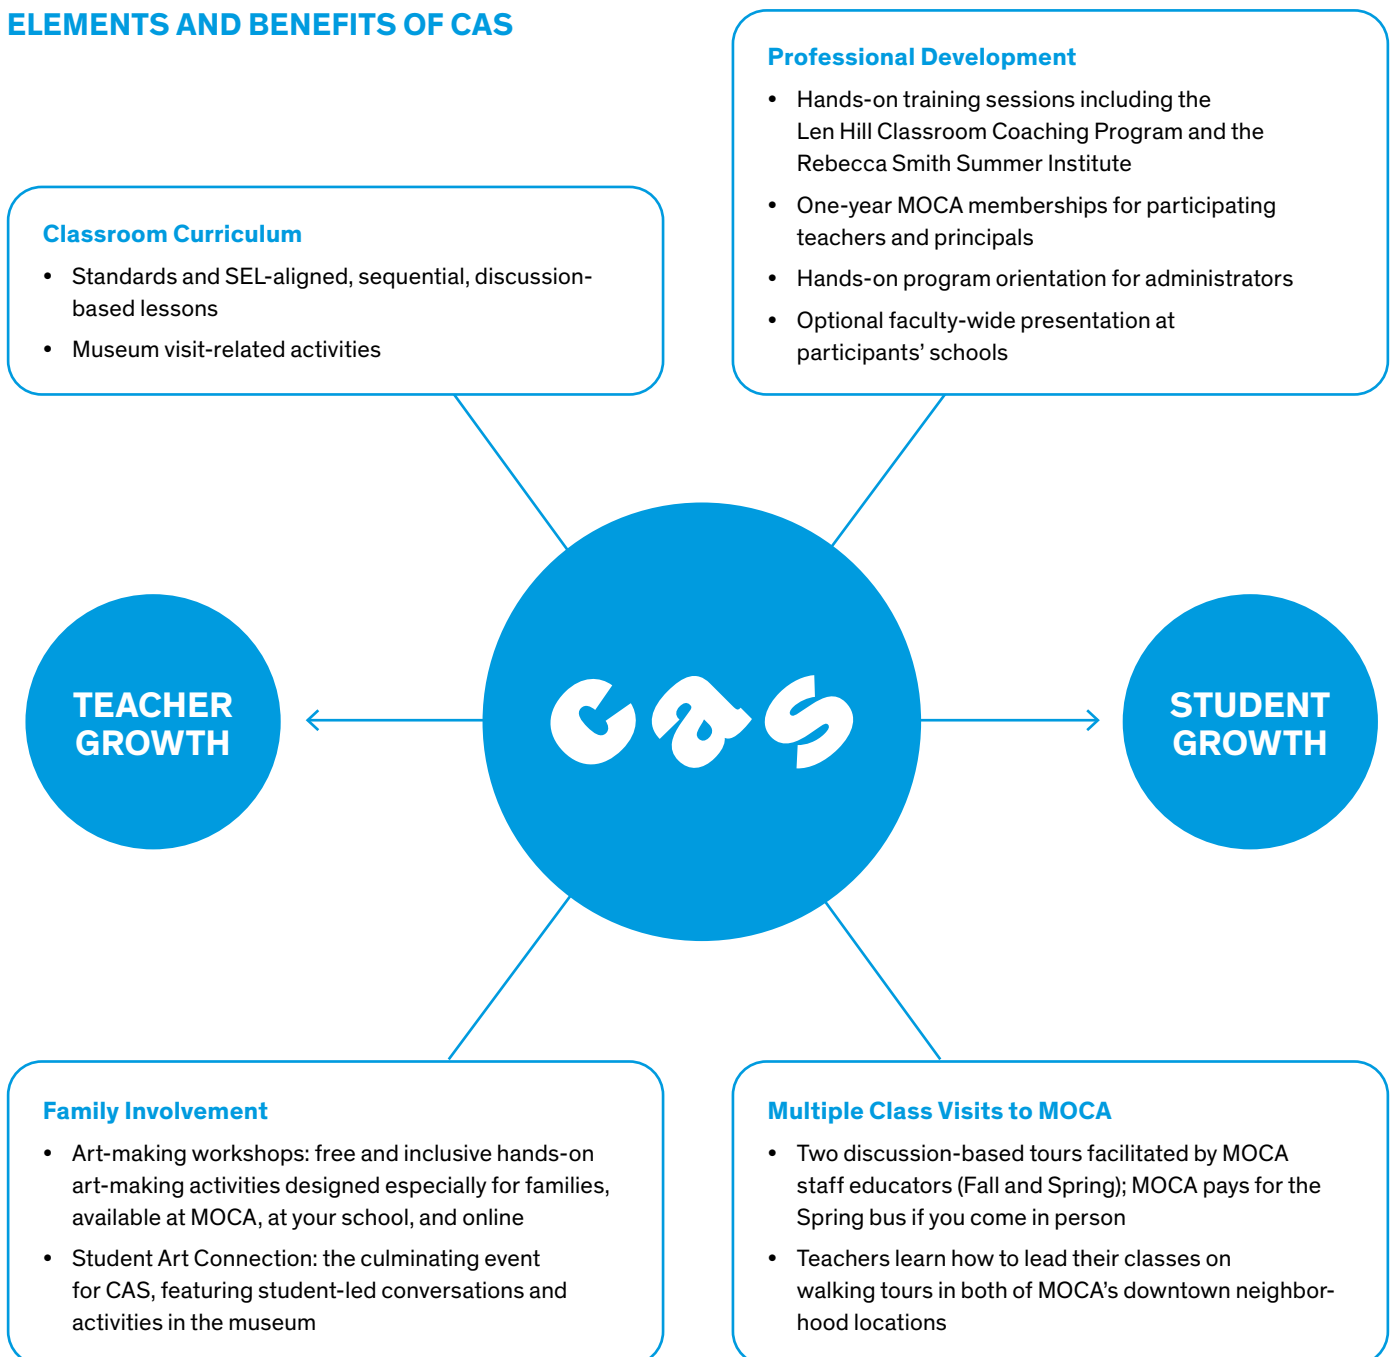 ELEMENTS AND BENEFITS OF CAS
Professional Development
• Hands-on training sessions including the
Len Hill Classroom Coaching Program and the
Rebecca Smith Summer Institute
• One-year MOCA memberships for participating
teachers and principals
• Hands-on program orientation for administrators
• Optional faculty-wide presentation at
participants’ schools
Classroom Curriculum
• Standards and SEL-aligned, sequential, discussion-
based lessons
• Museum visit-related activities
TEACHER
GROWTH
cas
STUDENT
GROWTH
Family Involvement
• Art-making workshops: free and inclusive hands-on
art-making activities designed especially for families,
available at MOCA, at your school, and online
• Student Art Connection: the culminating event
for CAS, featuring student-led conversations and
activities in the museum
Multiple Class Visits to MOCA
• Two discussion-based tours facilitated by MOCA
staff educators (Fall and Spring); MOCA pays for the
Spring bus if you come in person
• Teachers learn how to lead their classes on
walking tours in both of MOCA’s downtown neighbor-
hood locations